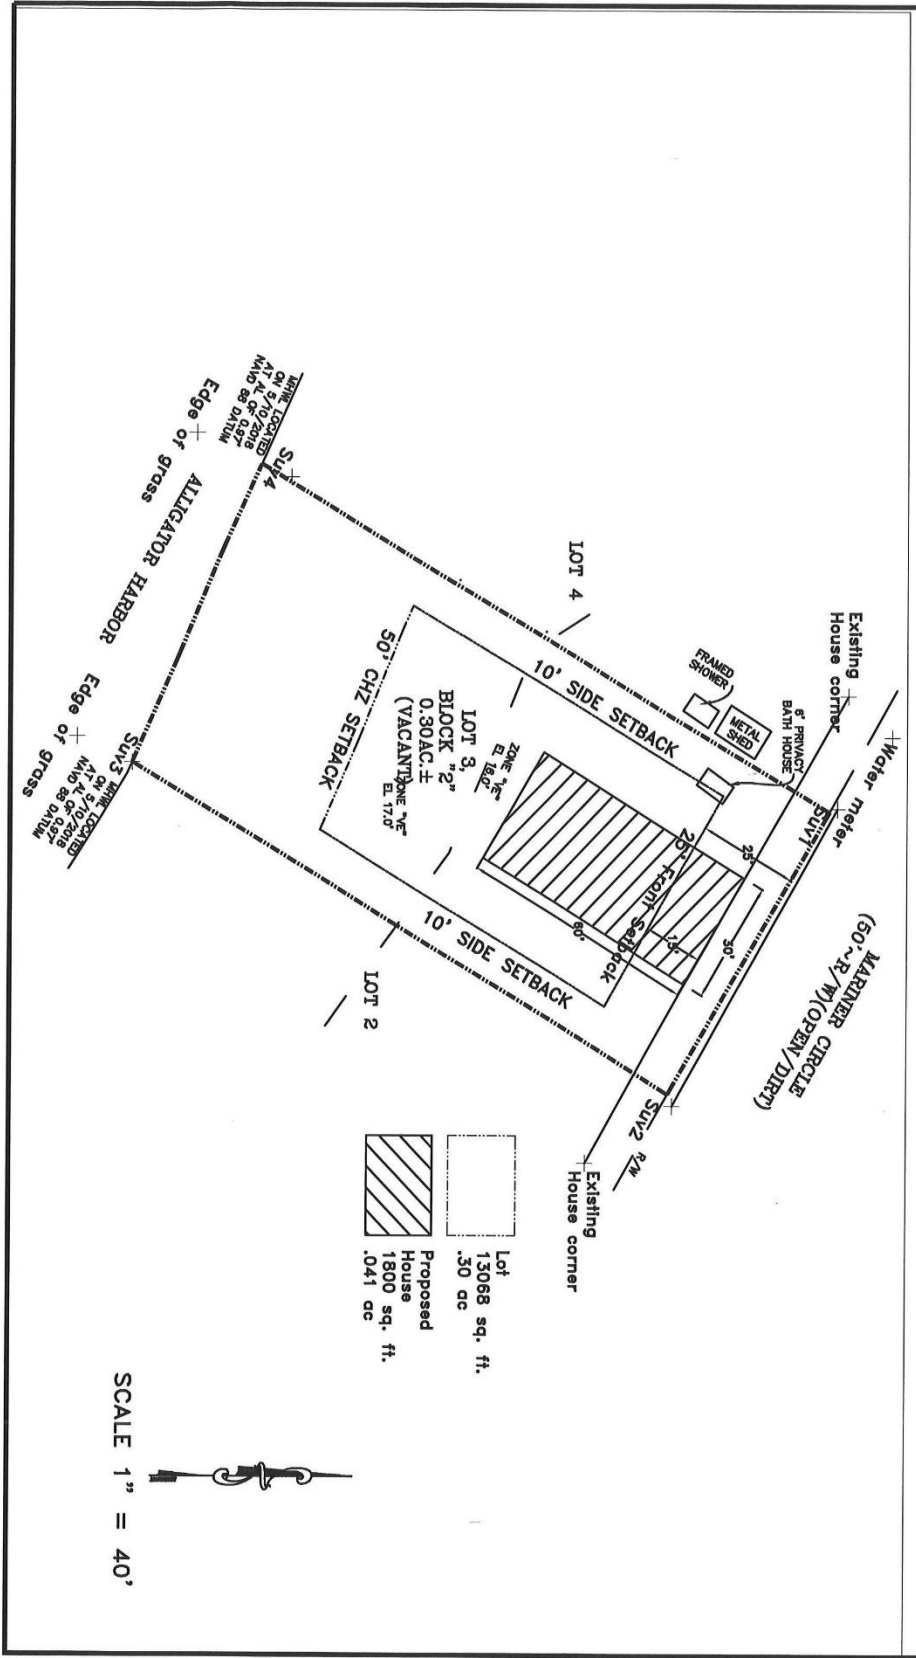 Water meter
MARINER CIRCLE
(50'~R/W)(OPEN/DIRT)
Existing
House corner
Suv1
6' PRIVACY
BATH HOUSE
METAL
SHED
FRAMED
SHOWER
25'
30'
15'
60'
25' Front Setback
Suv2
R/W
Existing
House corner
LOT 4
10' SIDE SETBACK
ZONE "VE"
EL 16.0'
LOT 3,
BLOCK "2"
0.30AC.±
(VACANT)
ZONE "VE"
EL 17.0'
50' CHZ SETBACK
10' SIDE SETBACK
LOT 2
Suv4
MHWL LOCATED
ON 5/10/2018
AT AL OF 0.97'
NAVD 88 DATUM
Edge of grass
ALLIGATOR HARBOR
Edge of grass
Suv3
MHWL LOCATED
ON 5/10/2018
AT AL OF 0.97'
NAVD 88 DATUM
Lot
13068 sq. ft.
.30 ac
Proposed
House
1800 sq. ft.
.041 ac
SCALE 1" = 40'